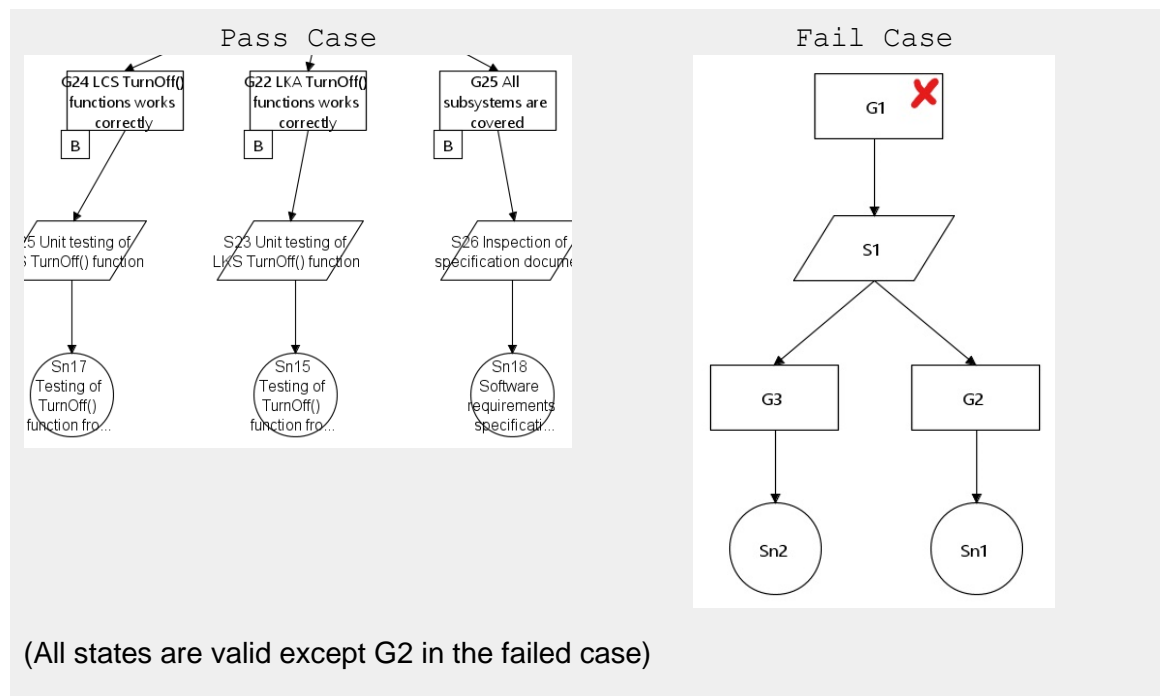 Pass Case
Fail Case
G24 LCS TurnOff()
functions works
correctly
B
G22 LKA TurnOff()
functions works
correctly
B
G25 All
subsystems are
covered
B
5 Unit testing of
TurnOff() function
S23 Unit testing of
LKS TurnOff() function
S26 Inspection of
specification docume
Sn17
Testing of
TurnOff()
function fro...
Sn15
Testing of
TurnOff()
function fro...
Sn18
Software
requirements
specificati...
G1
S1
G3
G2
Sn2
Sn1
(All states are valid except G2 in the failed case)